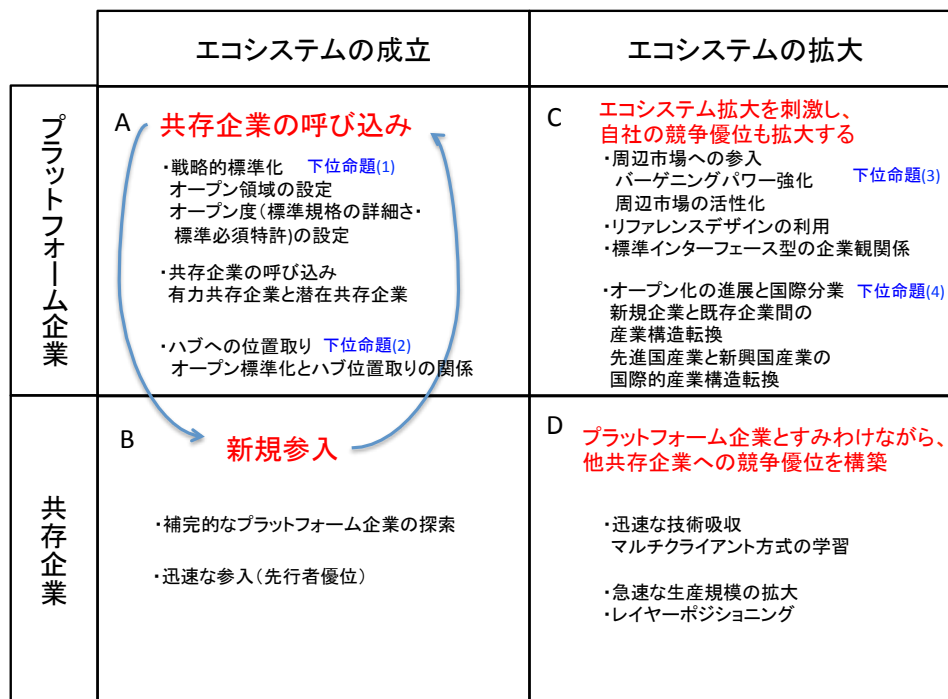 エコシステムの成立
エコシステムの拡大
プラットフォーム企業
A
共存企業の呼び込み
・戦略的標準化 下位命題(1)
オープン領域の設定
オープン度(標準規格の詳細さ・
標準必須特許)の設定
・共存企業の呼び込み
有力共存企業と潜在共存企業
・ハブへの位置取り 下位命題(2)
オープン標準化とハブ位置取りの関係
C
エコシステム拡大を刺激し、
自社の競争優位も拡大する
・周辺市場への参入
バーゲニングパワー強化 下位命題(3)
周辺市場の活性化
・リファレンスデザインの利用
・標準インターフェース型の企業観関係
・オープン化の進展と国際分業 下位命題(4)
新規企業と既存企業間の
産業構造転換
先進国産業と新興国産業の
国際的産業構造転換
共存企業
B
新規参入
・補完的なプラットフォーム企業の探索
・迅速な参入(先行者優位)
D
プラットフォーム企業とすみわけながら、
他共存企業への競争優位を構築
・迅速な技術吸収
マルチクライアント方式の学習
・急速な生産規模の拡大
・レイヤーポジショニング